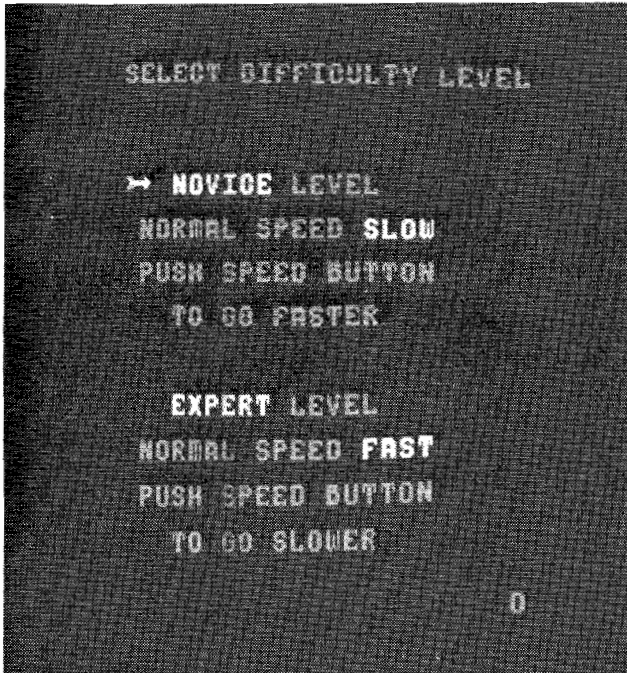 SELECT DIFFICULTY LEVEL
↣ NOVICE LEVEL
NORMAL SPEED SLOW
PUSH SPEED BUTTON
TO GO FASTER
EXPERT LEVEL
NORMAL SPEED FAST
PUSH SPEED BUTTON
TO GO SLOWER
0